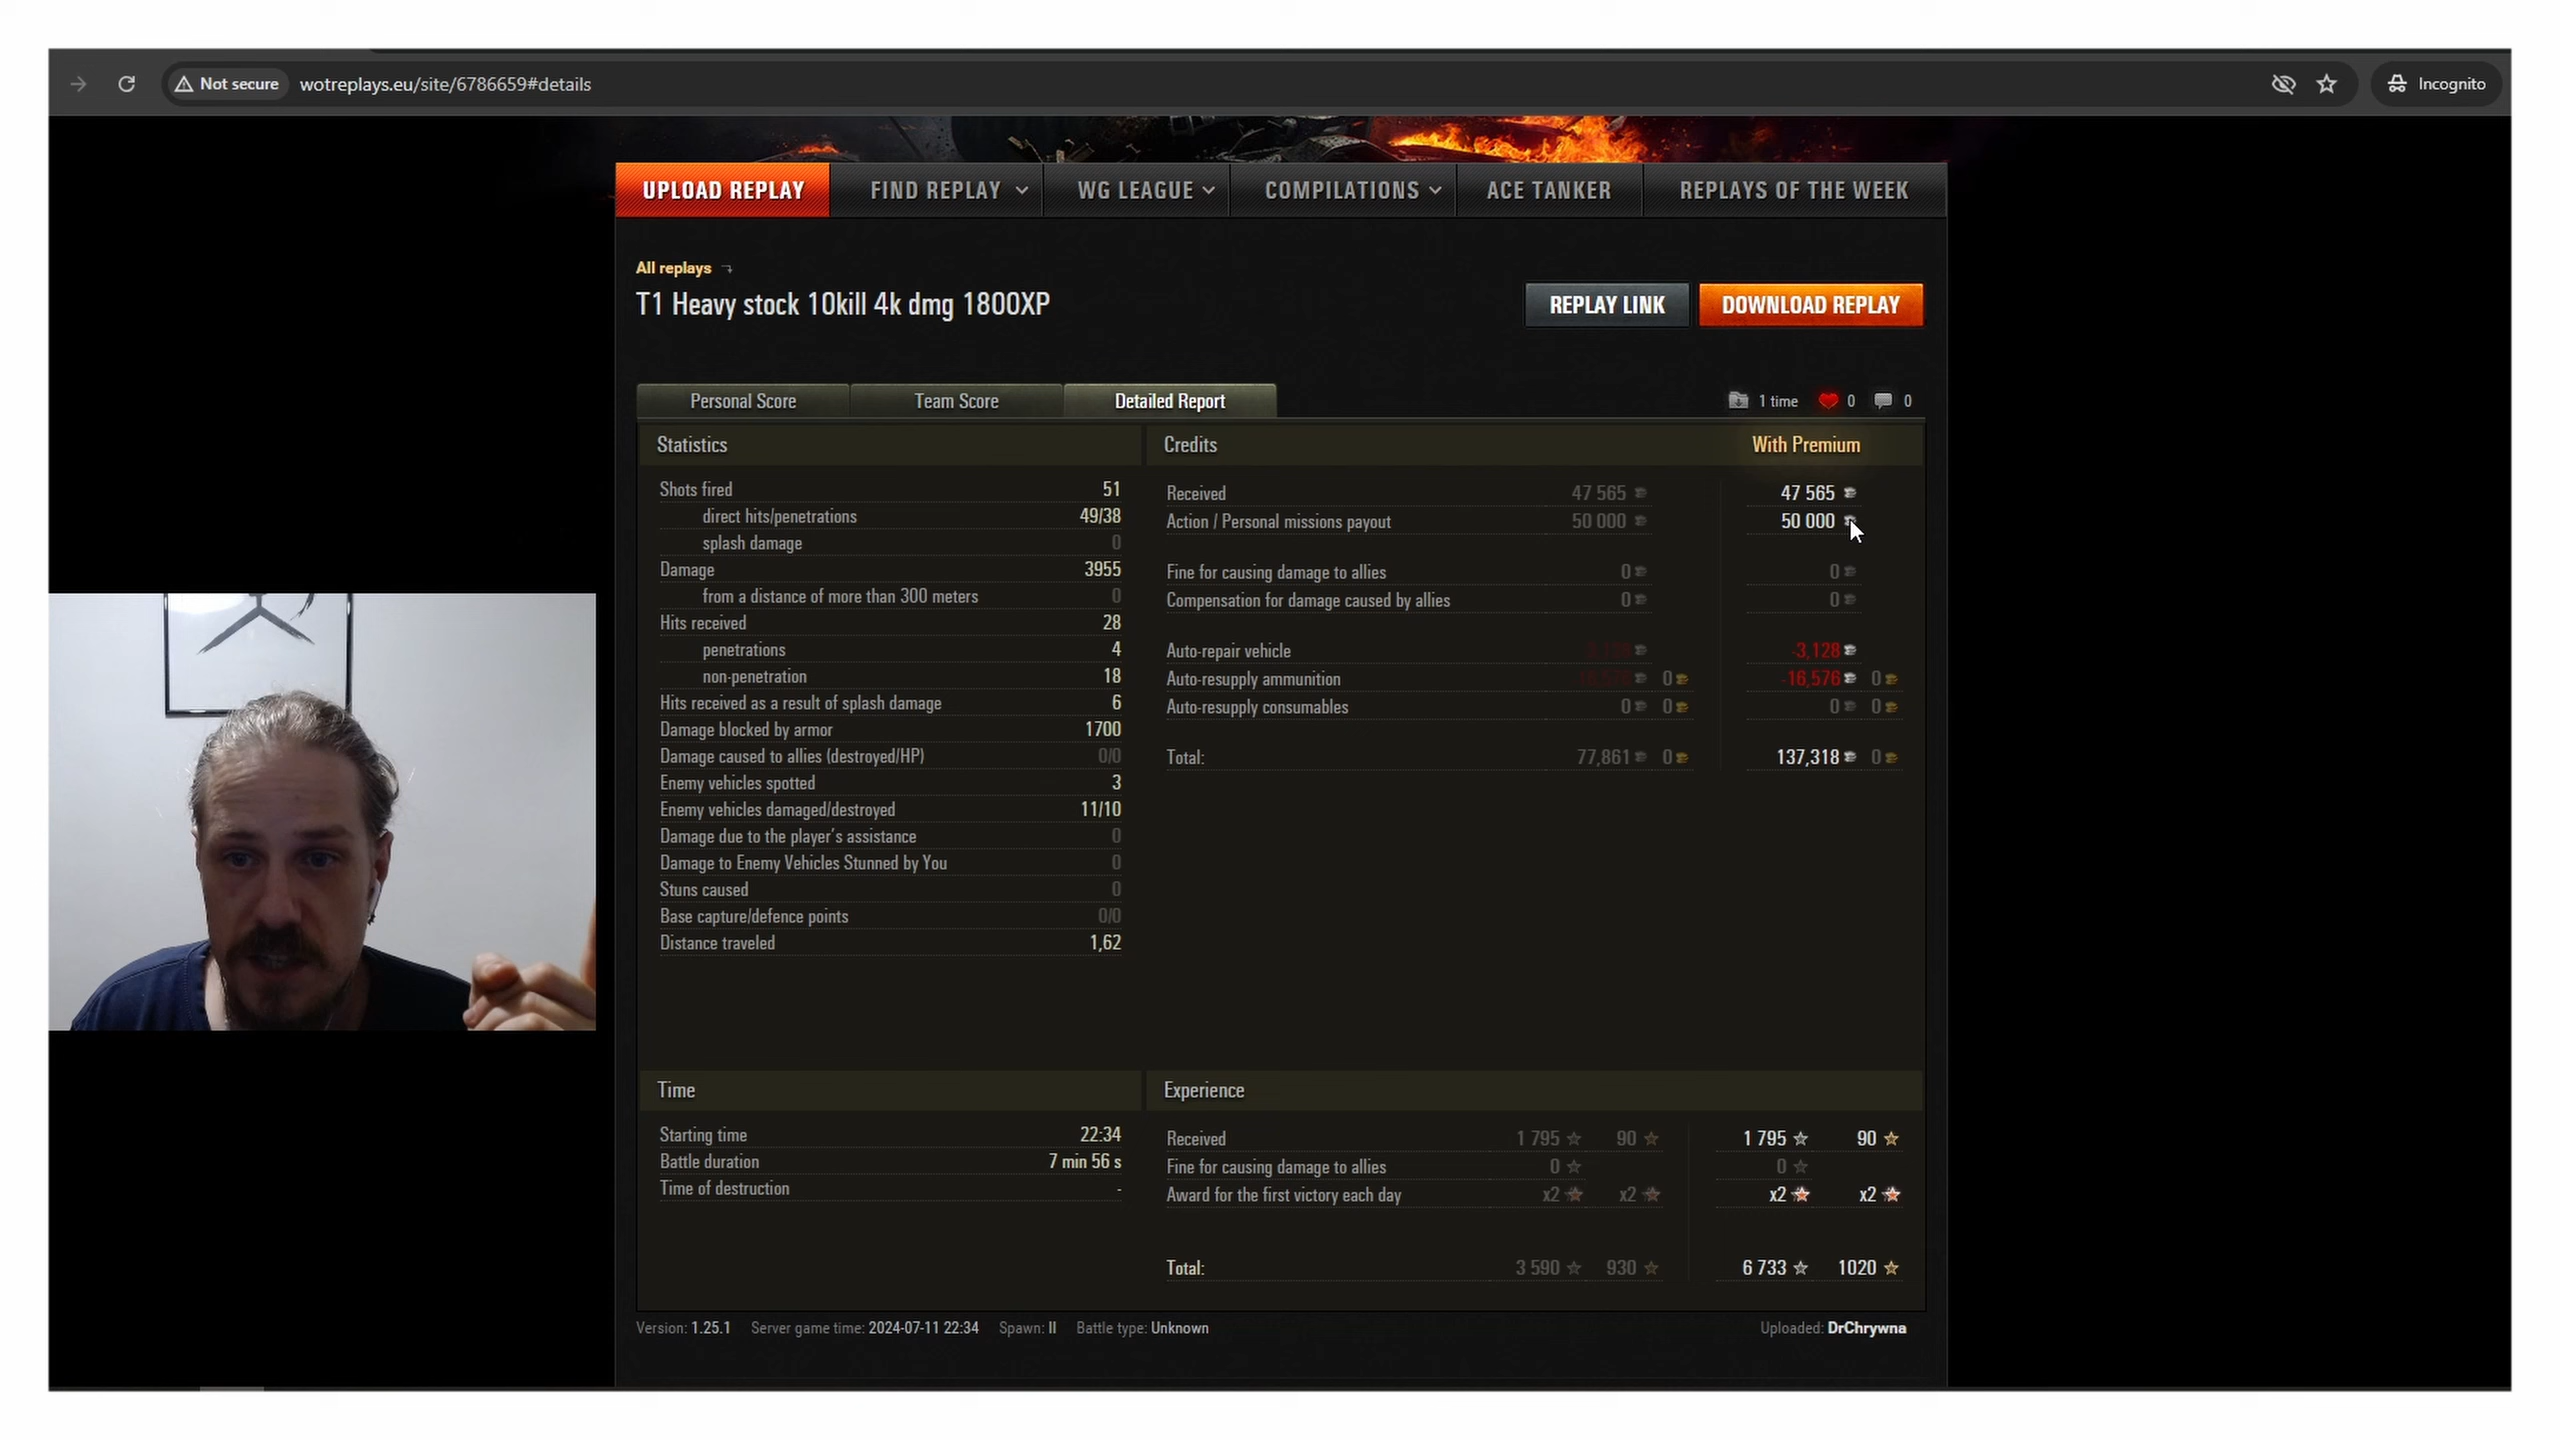 Not secure wotreplays.eu/site/6786659#details Incognito
UPLOAD REPLAY FIND REPLAY WG LEAGUE COMPILATIONS ACE TANKER REPLAYS OF THE WEEK
All replays
T1 Heavy stock 10kill 4k dmg 1800XP
REPLAY LINK DOWNLOAD REPLAY
Personal Score Team Score Detailed Report 1 time 0 0
Statistics
Shots fired 51
direct hits/penetrations 49/38
splash damage 0
Damage 3955
from a distance of more than 300 meters 0
Hits received 28
penetrations 4
non-penetration 18
Hits received as a result of splash damage 6
Damage blocked by armor 1700
Damage caused to allies (destroyed/HP) 0/0
Enemy vehicles spotted 3
Enemy vehicles damaged/destroyed 11/10
Damage due to the player's assistance 0
Damage to Enemy Vehicles Stunned by You 0
Stuns caused 0
Base capture/defence points 0/0
Distance traveled 1,62
Credits With Premium
Received 47 565 47 565
Action / Personal missions payout 50 000 50 000
Fine for causing damage to allies 0 0
Compensation for damage caused by allies 0 0
Auto-repair vehicle -3,128
Auto-resupply ammunition 0 -16,576 0
Auto-resupply consumables 0 0 0 0
Total: 77,861 0 137,318 0
Time
Starting time 22:34
Battle duration 7 min 56 s
Time of destruction -
Experience
Received 1 795 90 1 795 90
Fine for causing damage to allies 0 0
Award for the first victory each day x2 x2 x2 x2
Total: 3 590 930 6 733 1020
Version: 1.25.1 Server game time: 2024-07-11 22:34 Spawn: II Battle type: Unknown Uploaded: DrChrywna